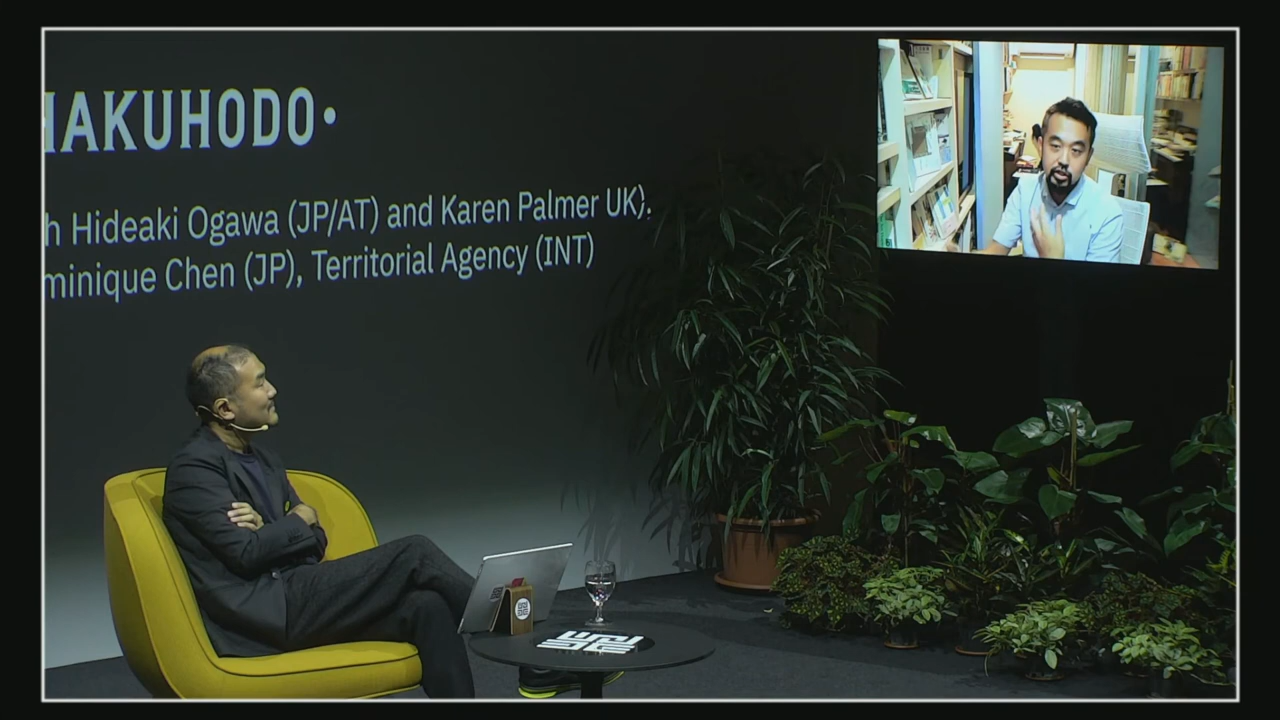 HAKUHODO•
h Hideaki Ogawa (JP/AT) and Karen Palmer UK).
minique Chen (JP), Territorial Agency (INT)